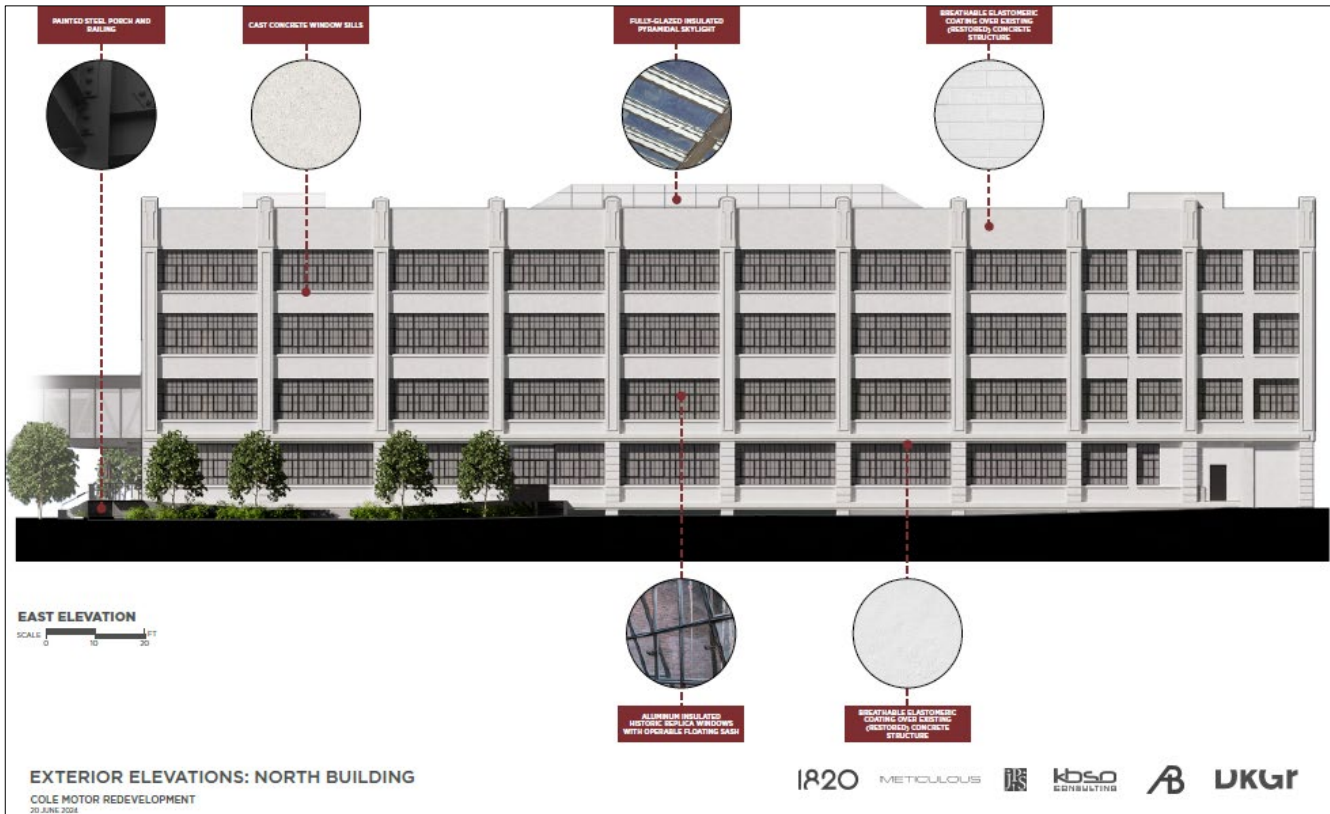 PAINTED STEEL PORCH AND
RAILING
CAST CONCRETE WINDOW SILLS
FULLY-GLAZED INSULATED
PYRAMIDAL SKYLIGHT
BREATHABLE ELASTOMERIC
COATING OVER EXISTING
(RESTORED) CONCRETE
STRUCTURE
EAST ELEVATION
SCALE
0 10 20 FT
ALUMINUM INSULATED
HISTORIC REPLICA WINDOWS
WITH OPERABLE FLOATING SASH
BREATHABLE ELASTOMERIC
COATING OVER EXISTING
(RESTORED) CONCRETE
STRUCTURE
EXTERIOR ELEVATIONS: NORTH BUILDING
COLE MOTOR REDEVELOPMENT
20 JUNE 2024
1820
METICULOUS
kbso
CONSULTING
AB
DKGr